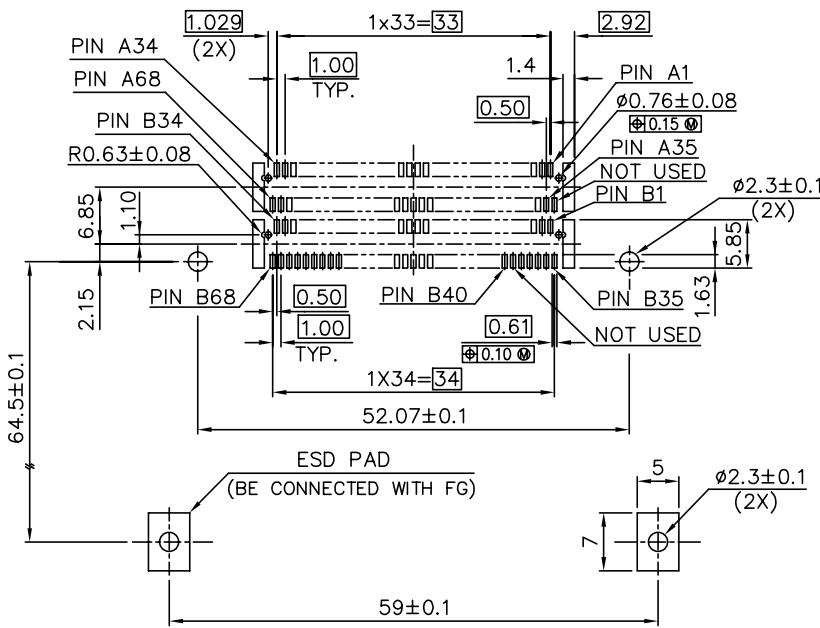 1.029
(2X)
1x33=33
2.92
PIN A34
PIN A68
PIN B34
R0.63±0.08
1.00
TYP.
1.4
0.50
PIN A1
ø0.76±0.08
⌖ 0.15 Ⓜ
PIN A35
NOT USED
PIN B1
ø2.3±0.1
(2X)
6.85
1.10
2.15
5.85
1.63
PIN B68
0.50
1.00
TYP.
PIN B40
0.61
⌖ 0.10 Ⓜ
PIN B35
NOT USED
1X34=34
52.07±0.1
64.5±0.1
ESD PAD
(BE CONNECTED WITH FG)
5
7
ø2.3±0.1
(2X)
59±0.1